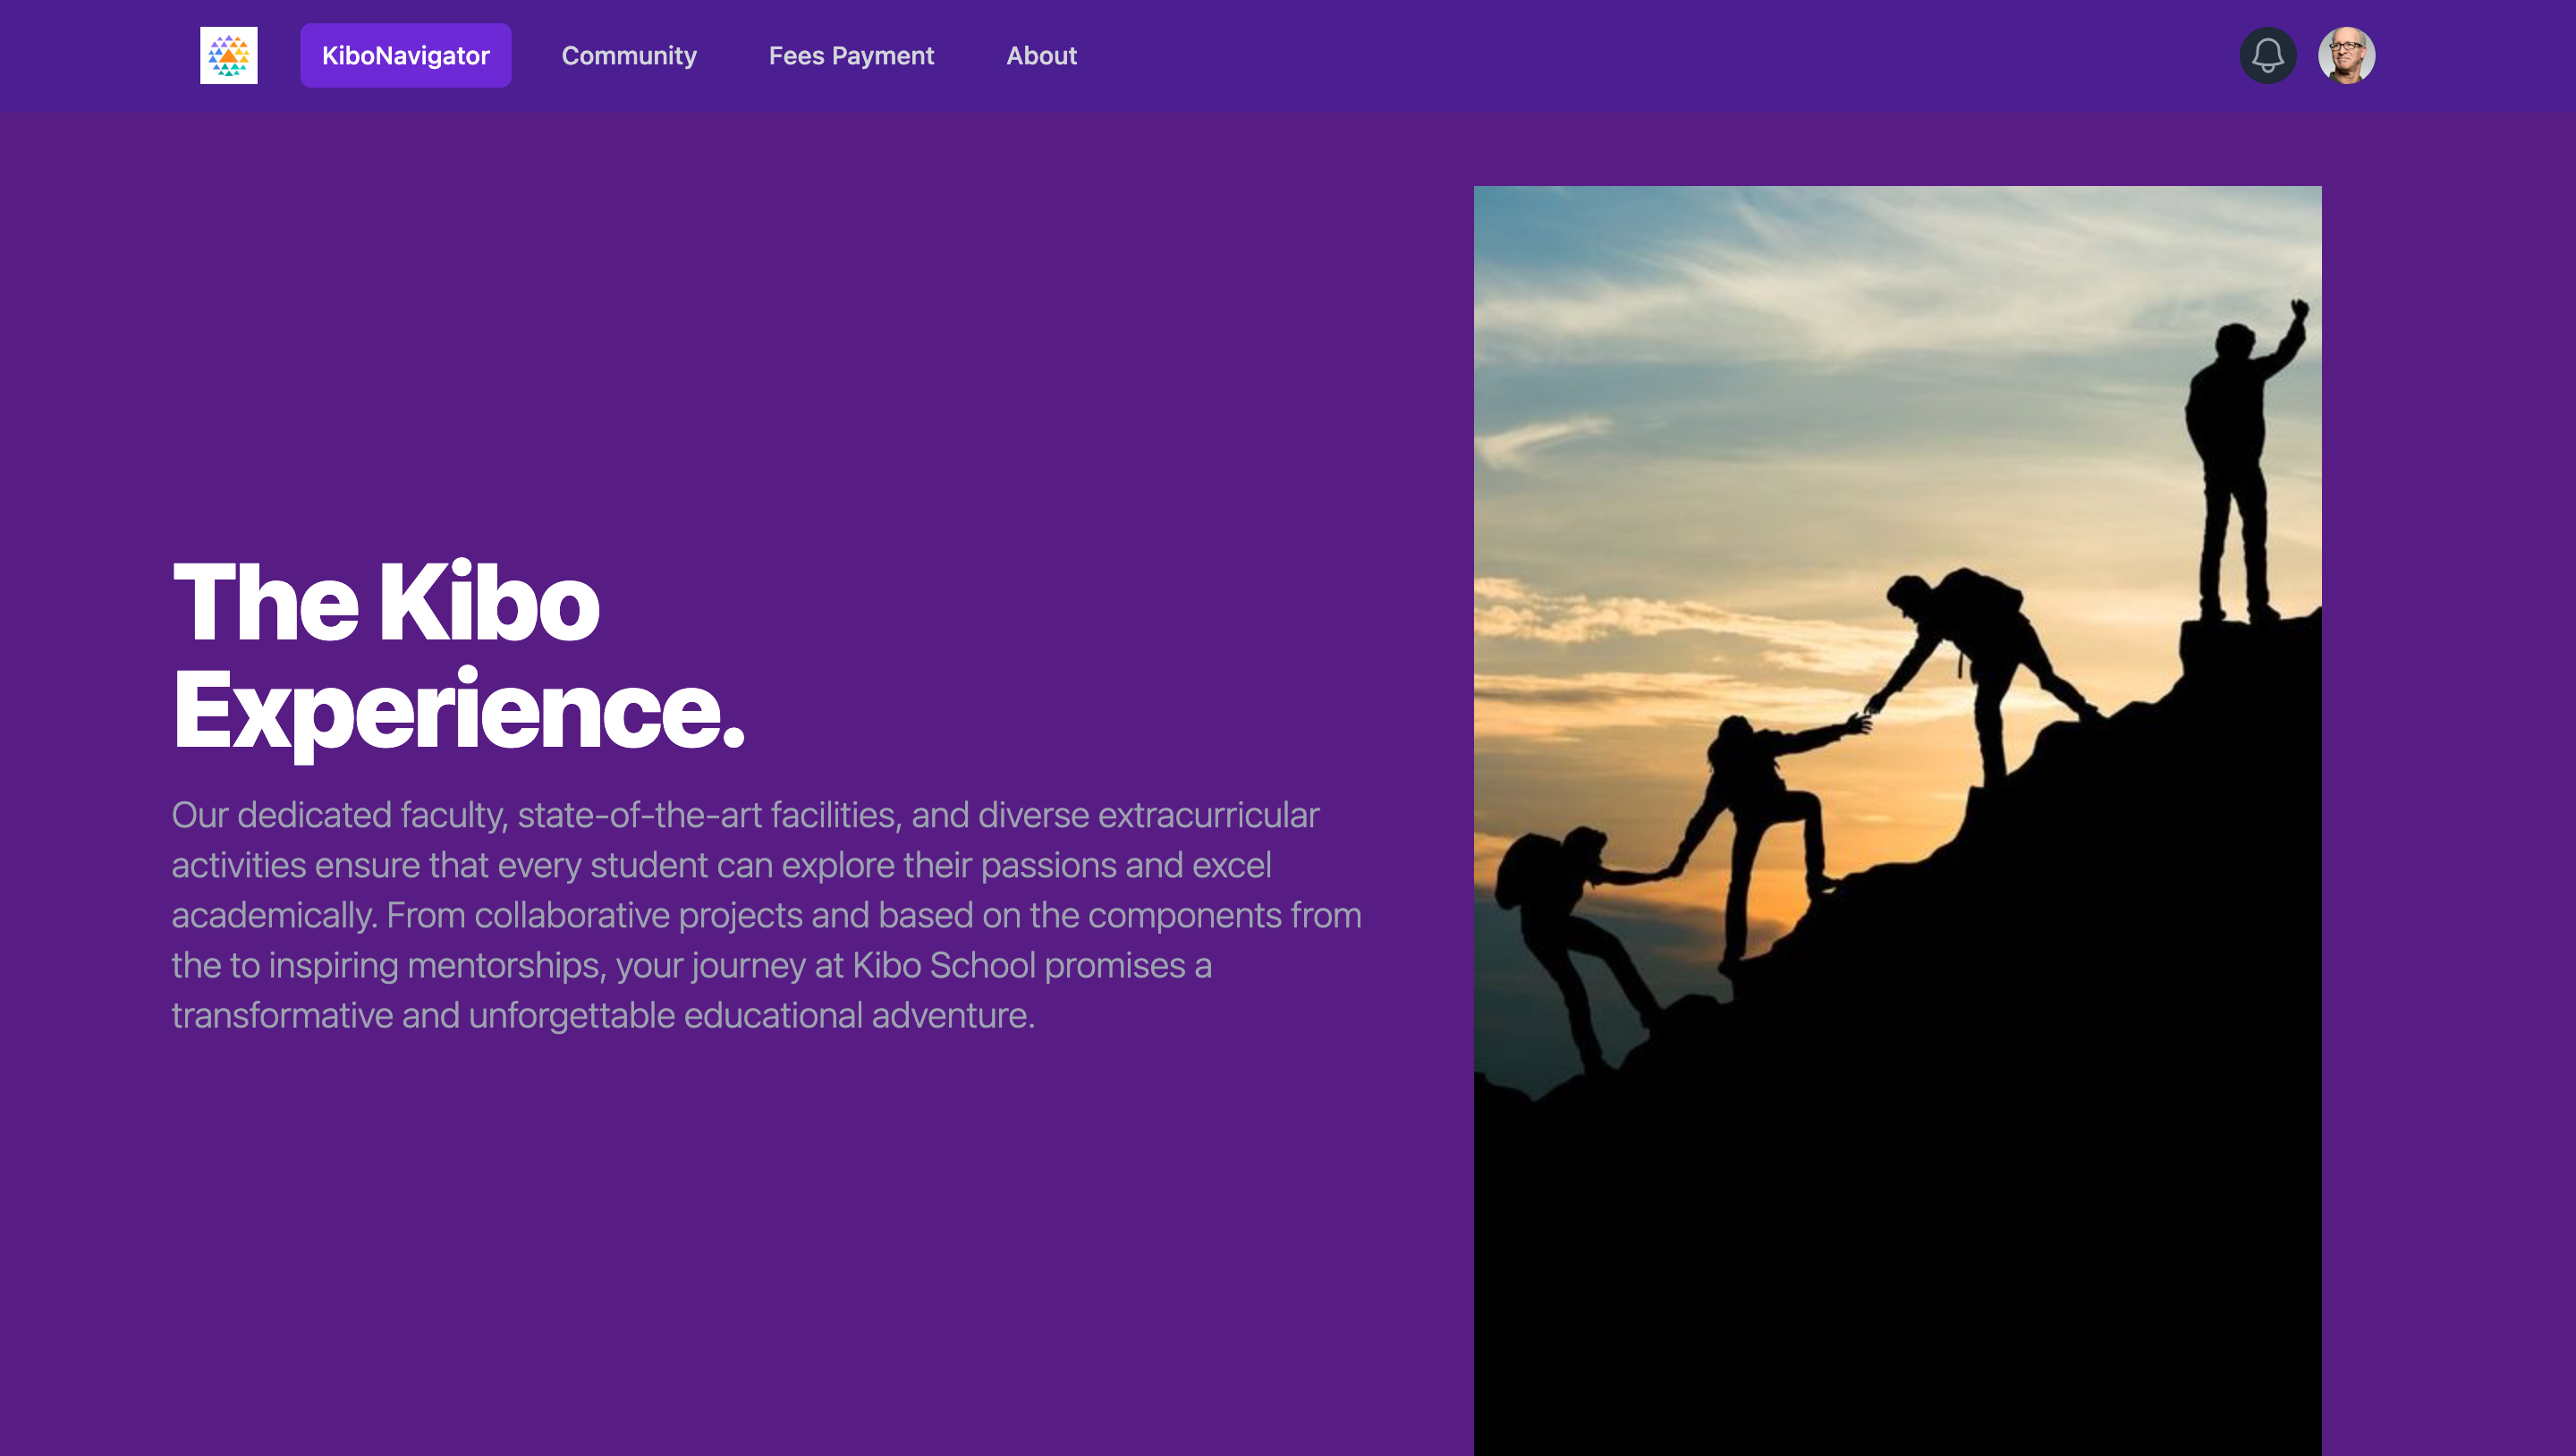 KiboNavigator
Community
Fees Payment
About
The Kibo
Experience.
Our dedicated faculty, state-of-the-art facilities, and diverse extracurricular
activities ensure that every student can explore their passions and excel
academically. From collaborative projects and based on the components from
the to inspiring mentorships, your journey at Kibo School promises a
transformative and unforgettable educational adventure.